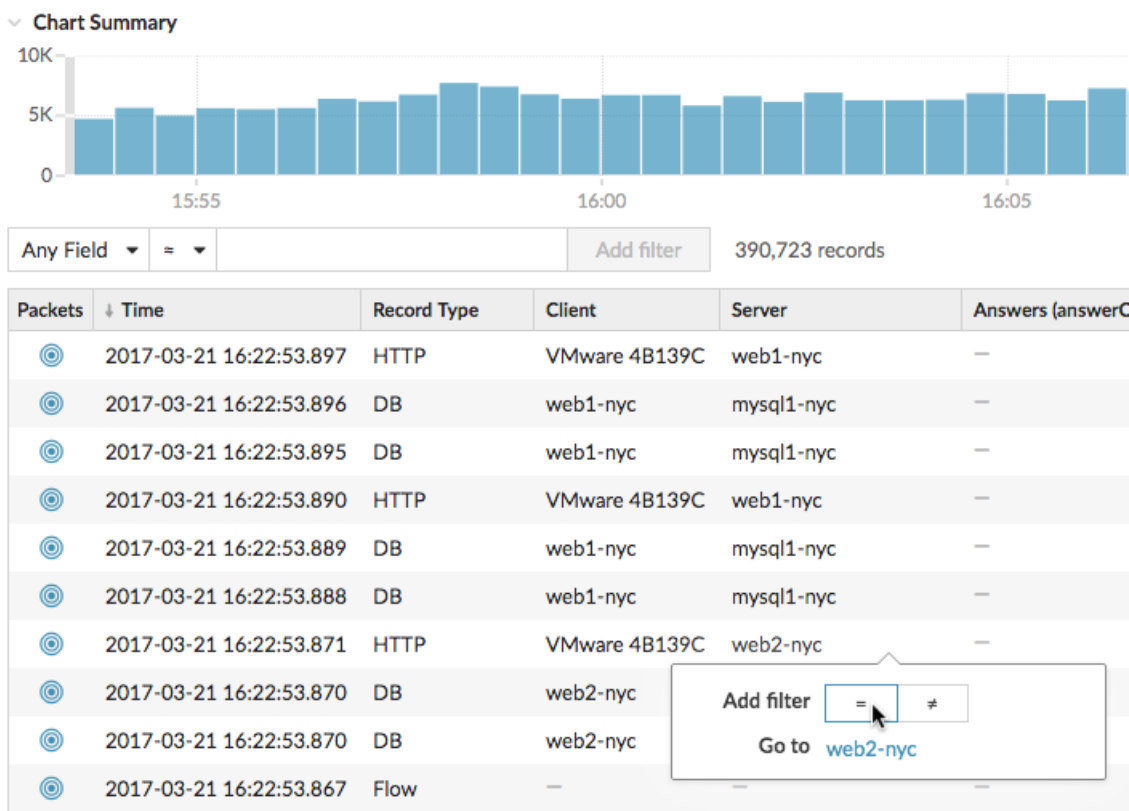 Chart Summary
10K
5K
0
15:55 16:00 16:05
Any Field ≈ Add filter 390,723 records
Packets ↓ Time Record Type Client Server Answers (answerC
2017-03-21 16:22:53.897 HTTP VMware 4B139C web1-nyc —
2017-03-21 16:22:53.896 DB web1-nyc mysql1-nyc —
2017-03-21 16:22:53.895 DB web1-nyc mysql1-nyc —
2017-03-21 16:22:53.890 HTTP VMware 4B139C web1-nyc —
2017-03-21 16:22:53.889 DB web1-nyc mysql1-nyc —
2017-03-21 16:22:53.888 DB web1-nyc mysql1-nyc —
2017-03-21 16:22:53.871 HTTP VMware 4B139C web2-nyc —
2017-03-21 16:22:53.870 DB web2-nyc
Add filter = ≠
2017-03-21 16:22:53.870 DB web2-nyc
Go to web2-nyc
2017-03-21 16:22:53.867 Flow — — —